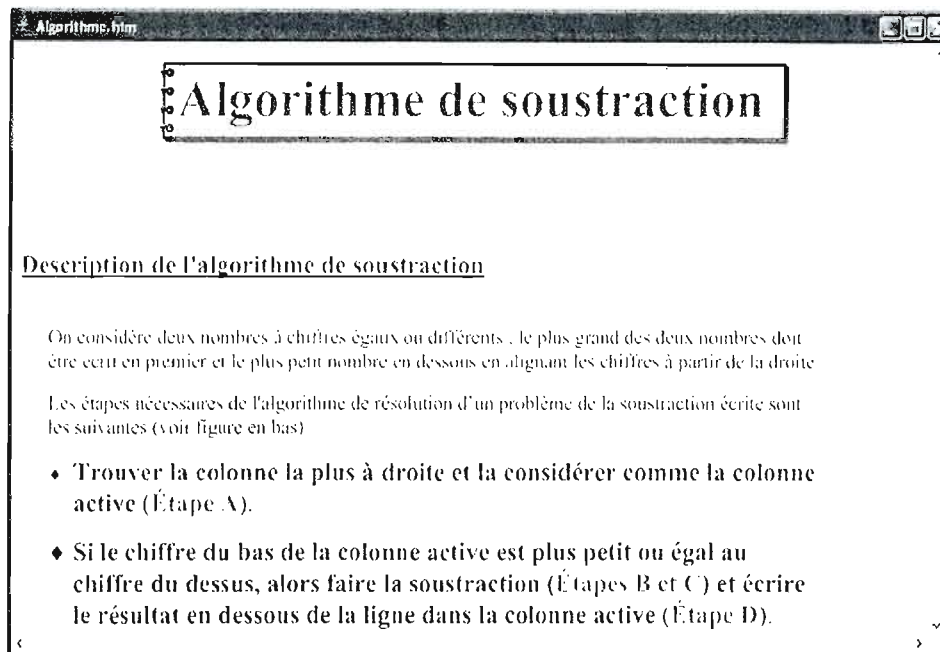 Algorithme.htm
Algorithme de soustraction
Description de l'algorithme de soustraction
On considère deux nombres à chiffres égaux ou différents , le plus grand des deux nombres doit
être écrit en premier et le plus petit nombre en dessous en alignant les chiffres à partir de la droite
Les étapes nécessaires de l'algorithme de résolution d'un problème de la soustraction écrite sont
les suivantes (voir figure en bas)
♦ Trouver la colonne la plus à droite et la considérer comme la colonne
active (Étape A).
♦ Si le chiffre du bas de la colonne active est plus petit ou égal au
chiffre du dessus, alors faire la soustraction (Étapes B et C) et écrire
le résultat en dessous de la ligne dans la colonne active (Étape D).